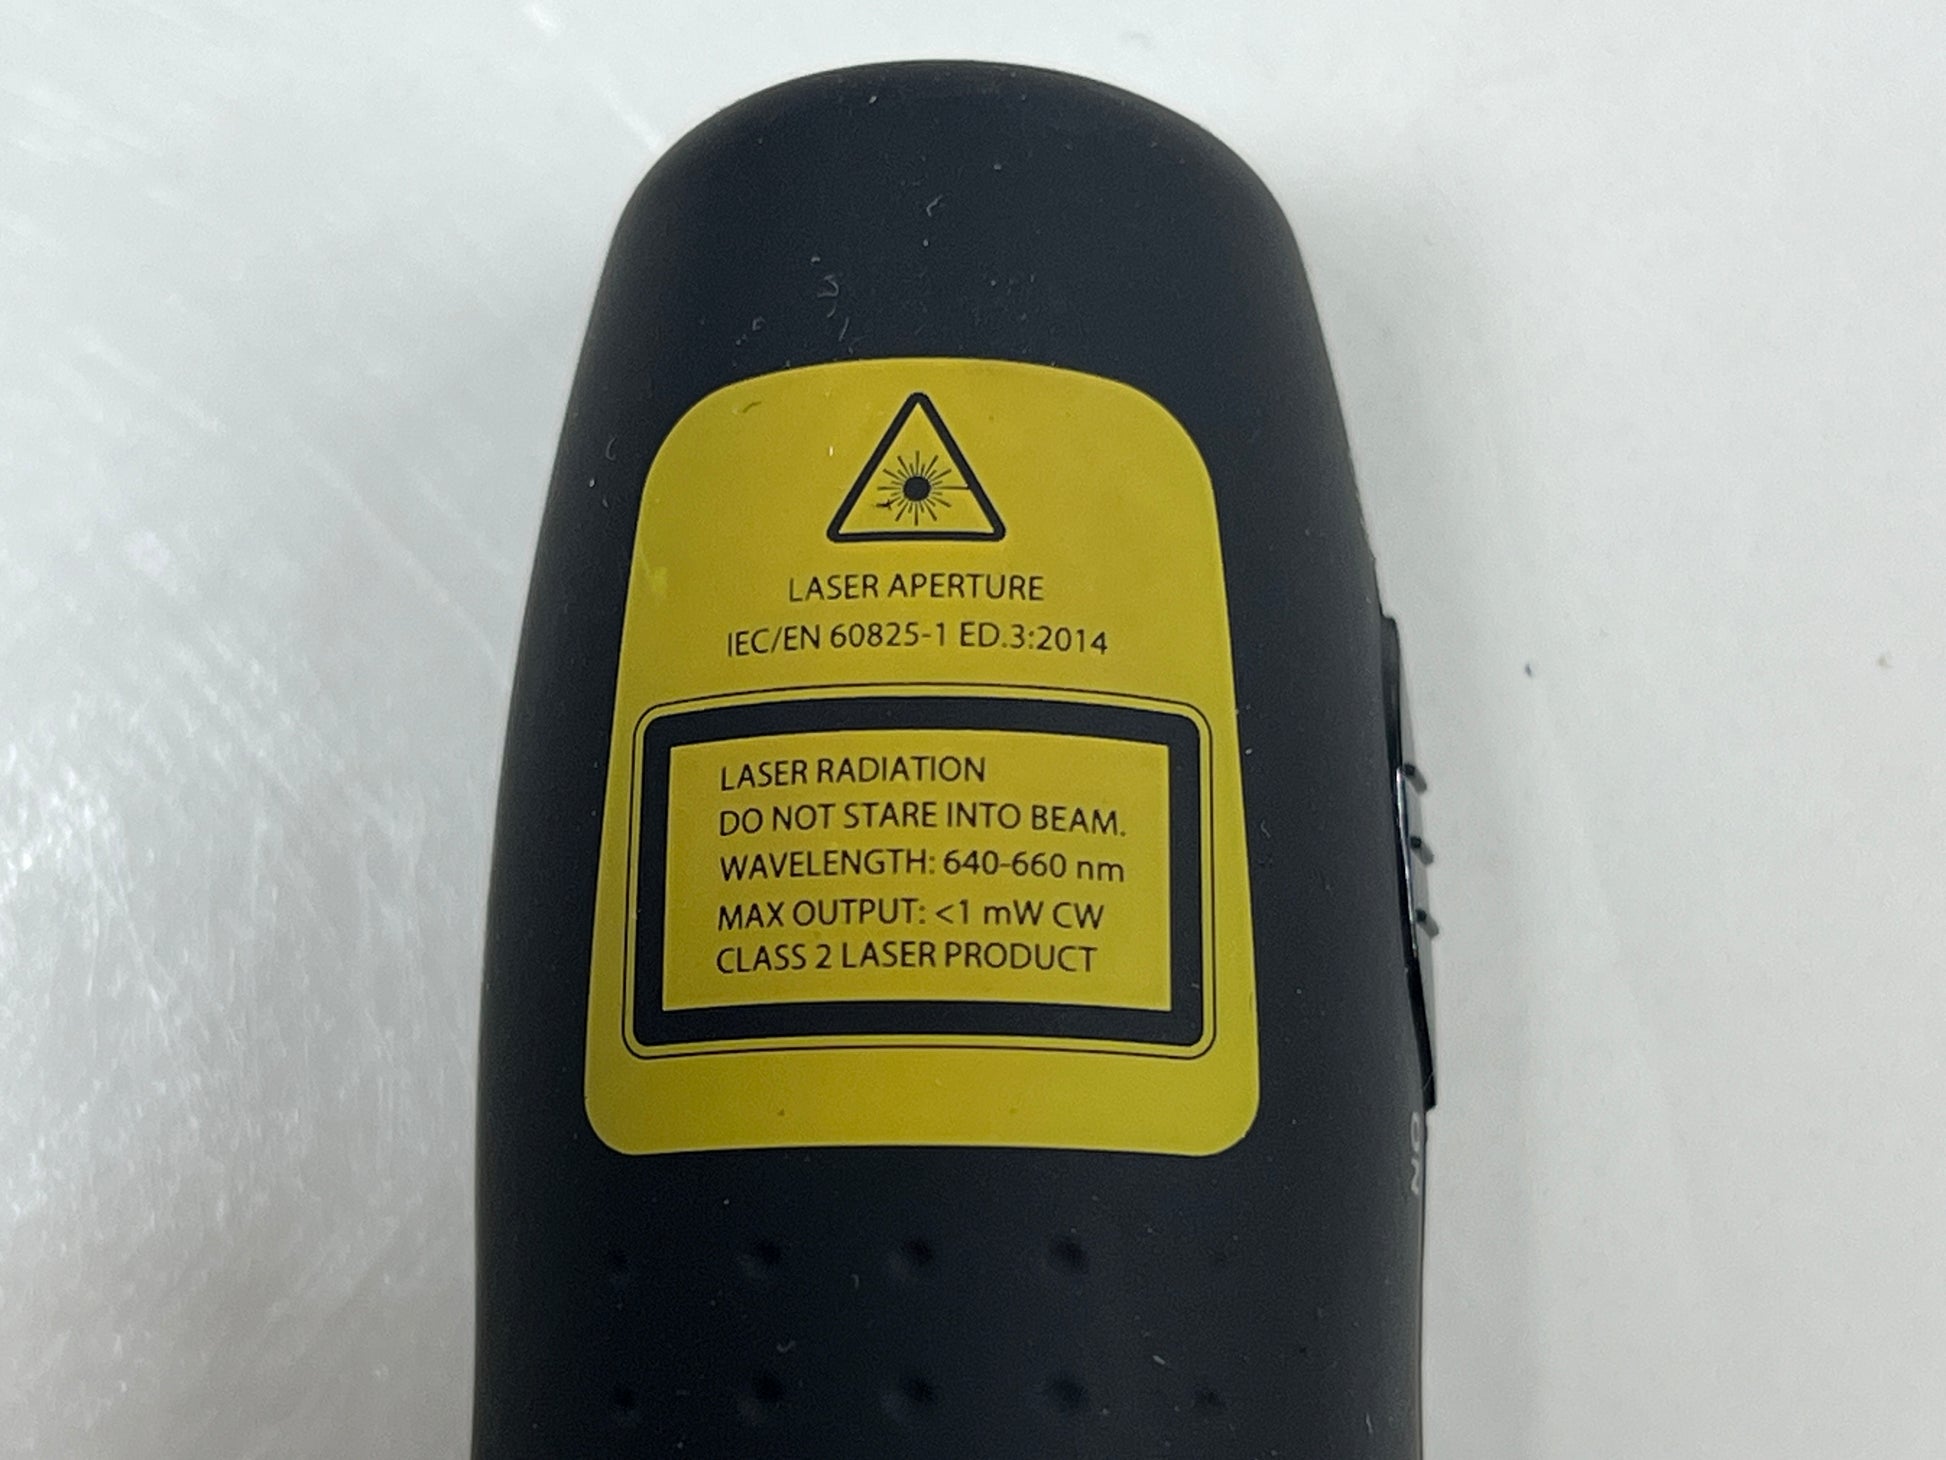 LASER APERTURE
IEC/EN 60825-1 ED.3:2014
LASER RADIATION
DO NOT STARE INTO BEAM.
WAVELENGTH: 640-660 nm
MAX OUTPUT: <1 mW CW
CLASS 2 LASER PRODUCT
ON